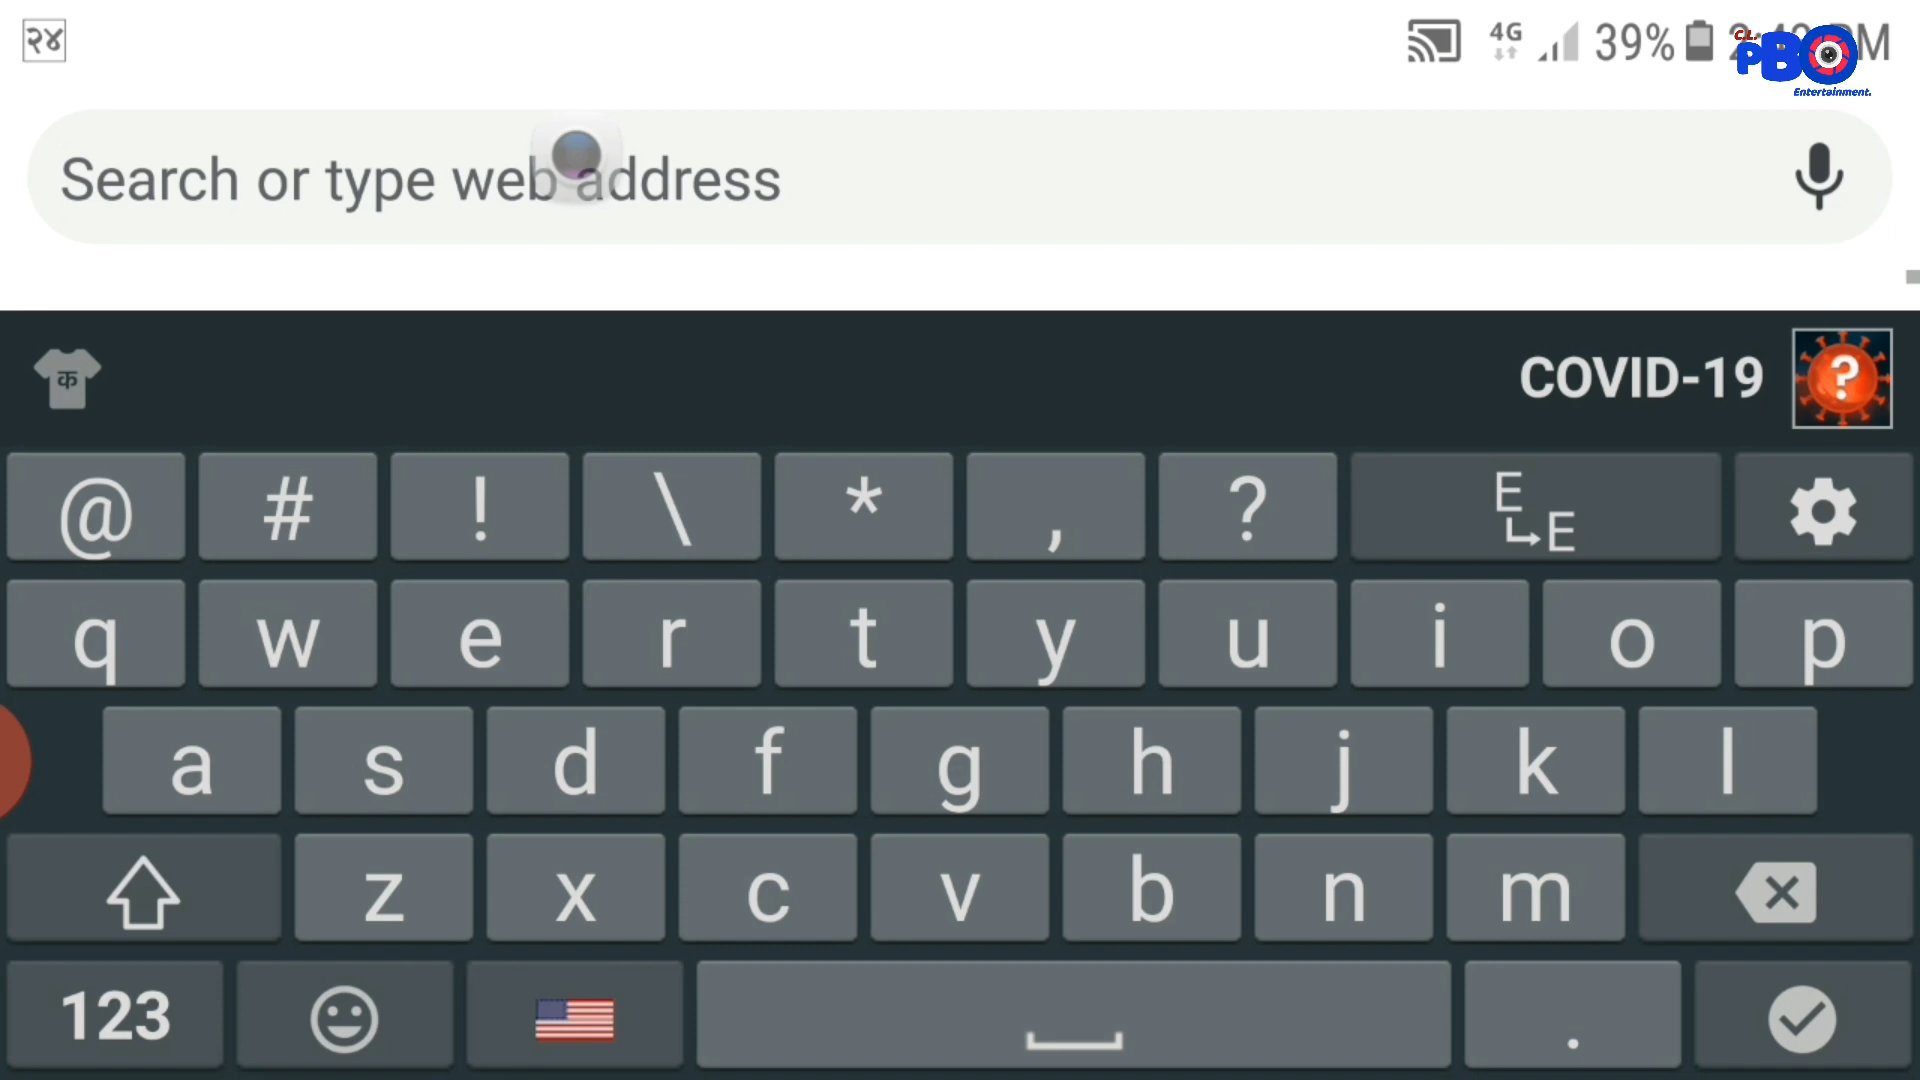 २४
4G 39%
CL. PBO
Entertainment.
Search or type web address
क COVID-19 ?
@ # ! \ * , ? E E
q w e r t y u i o p
a s d f g h j k l
z x c v b n m
123 .